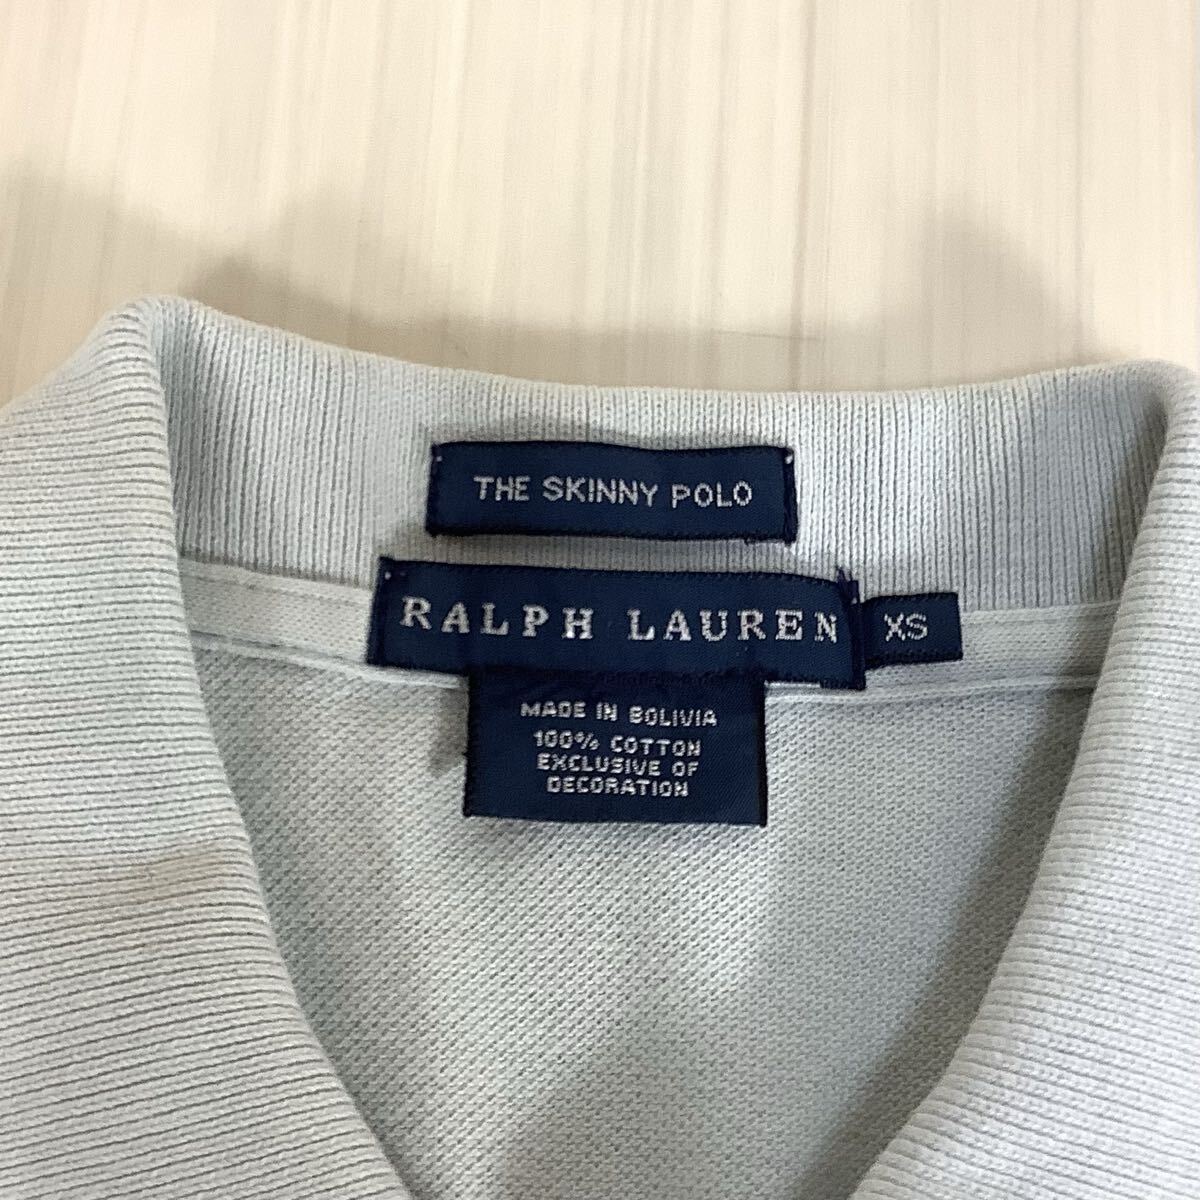 THE SKINNY POLO
RALPH LAUREN
XS
MADE IN BOLIVIA
100% COTTON
EXCLUSIVE OF
DECORATION